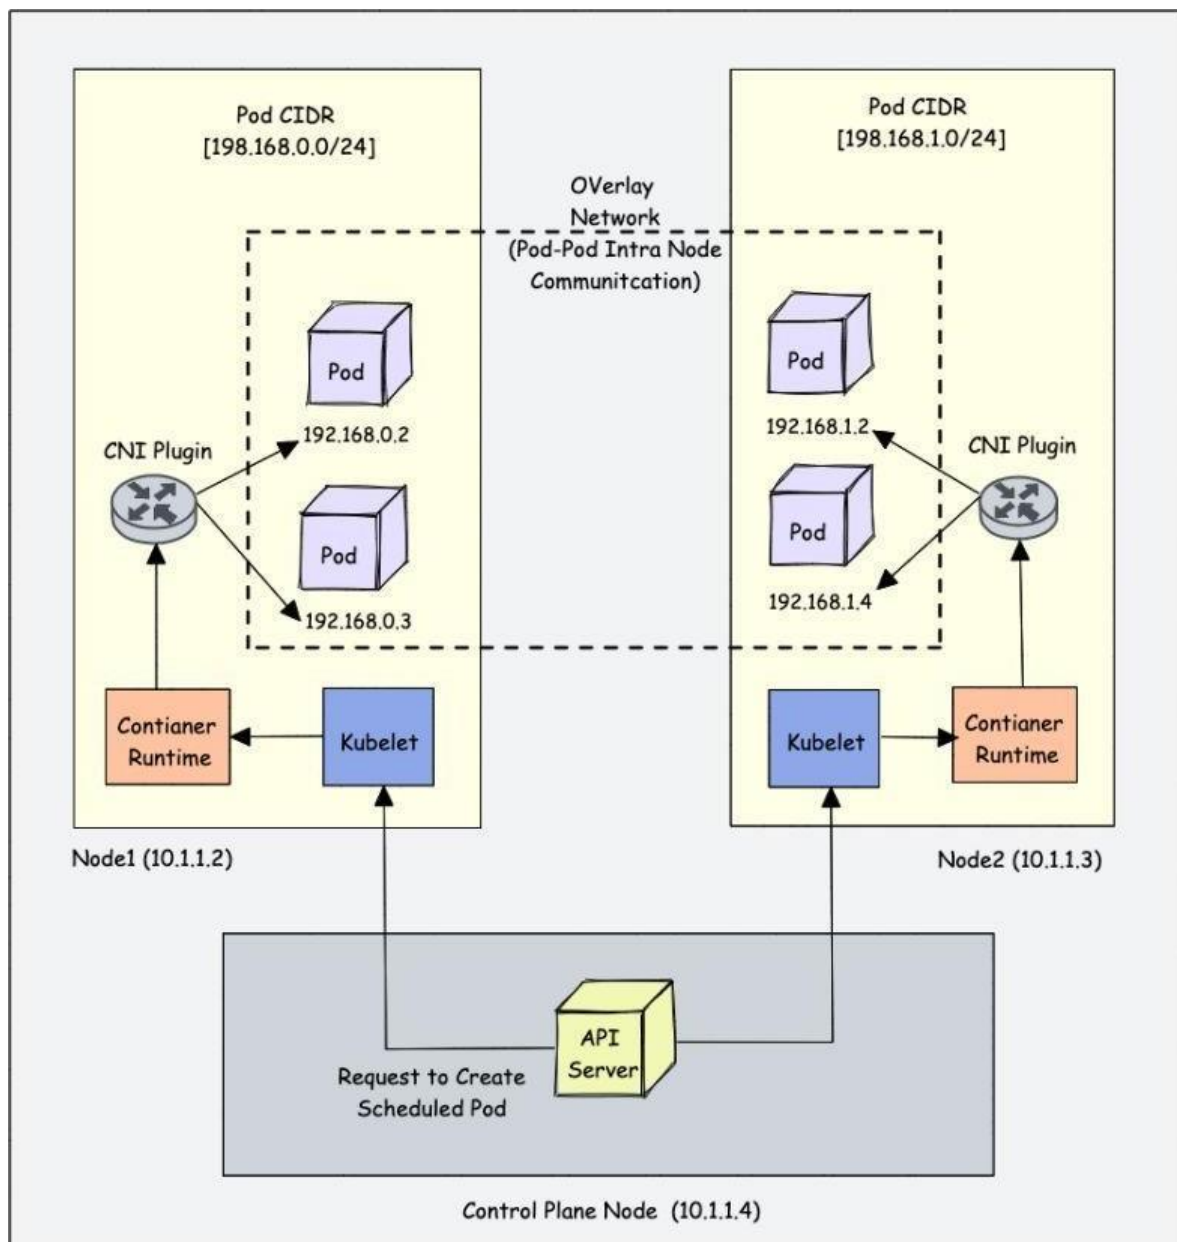 Pod CIDR
[198.168.0.0/24]
Pod CIDR
[198.168.1.0/24]
OVerlay
Network
(Pod-Pod Intra Node
Communitcation)
Pod
192.168.0.2
CNI Plugin
Pod
192.168.0.3
Pod
192.168.1.2
CNI Plugin
Pod
192.168.1.4
Contianer
Runtime
Kubelet
Kubelet
Contianer
Runtime
Node1 (10.1.1.2)
Node2 (10.1.1.3)
API
Server
Request to Create
Scheduled Pod
Control Plane Node (10.1.1.4)